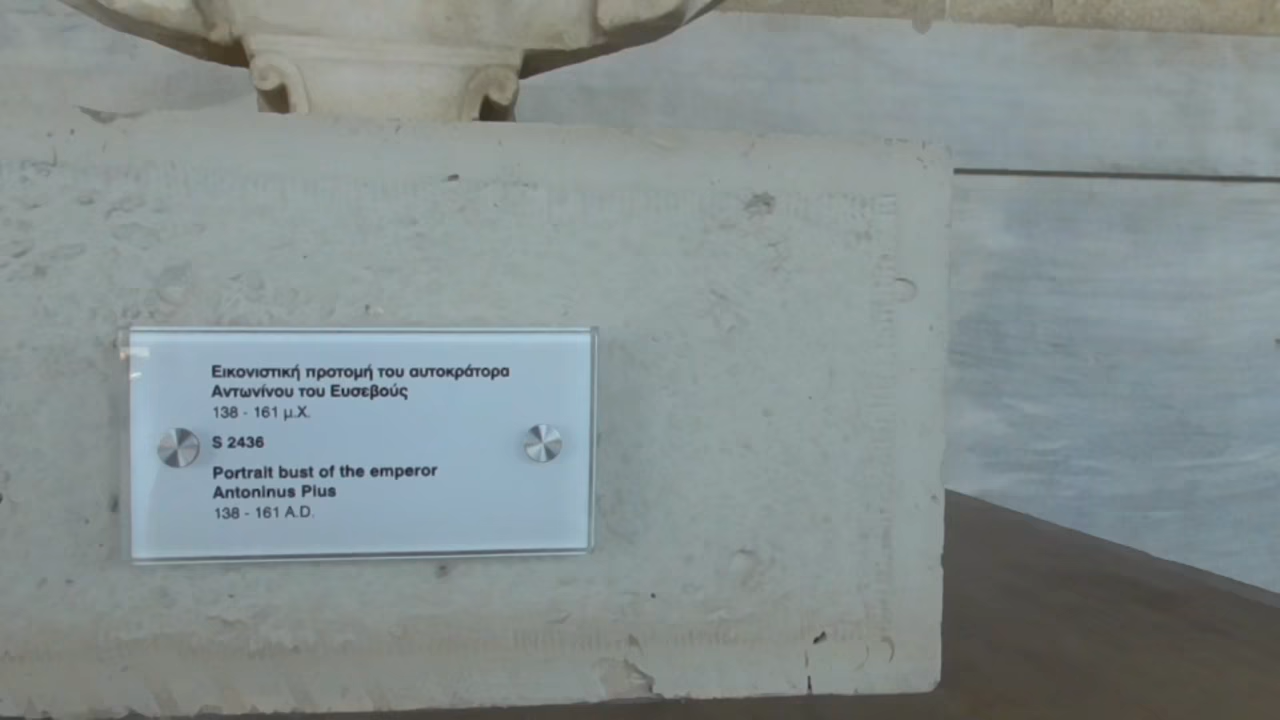 Εικονιστική προτομή του αυτοκράτορα
Αντωνίνου του Ευσεβούς
138 - 161 μ.Χ.
S 2436
Portrait bust of the emperor
Antoninus Pius
138 - 161 A.D.